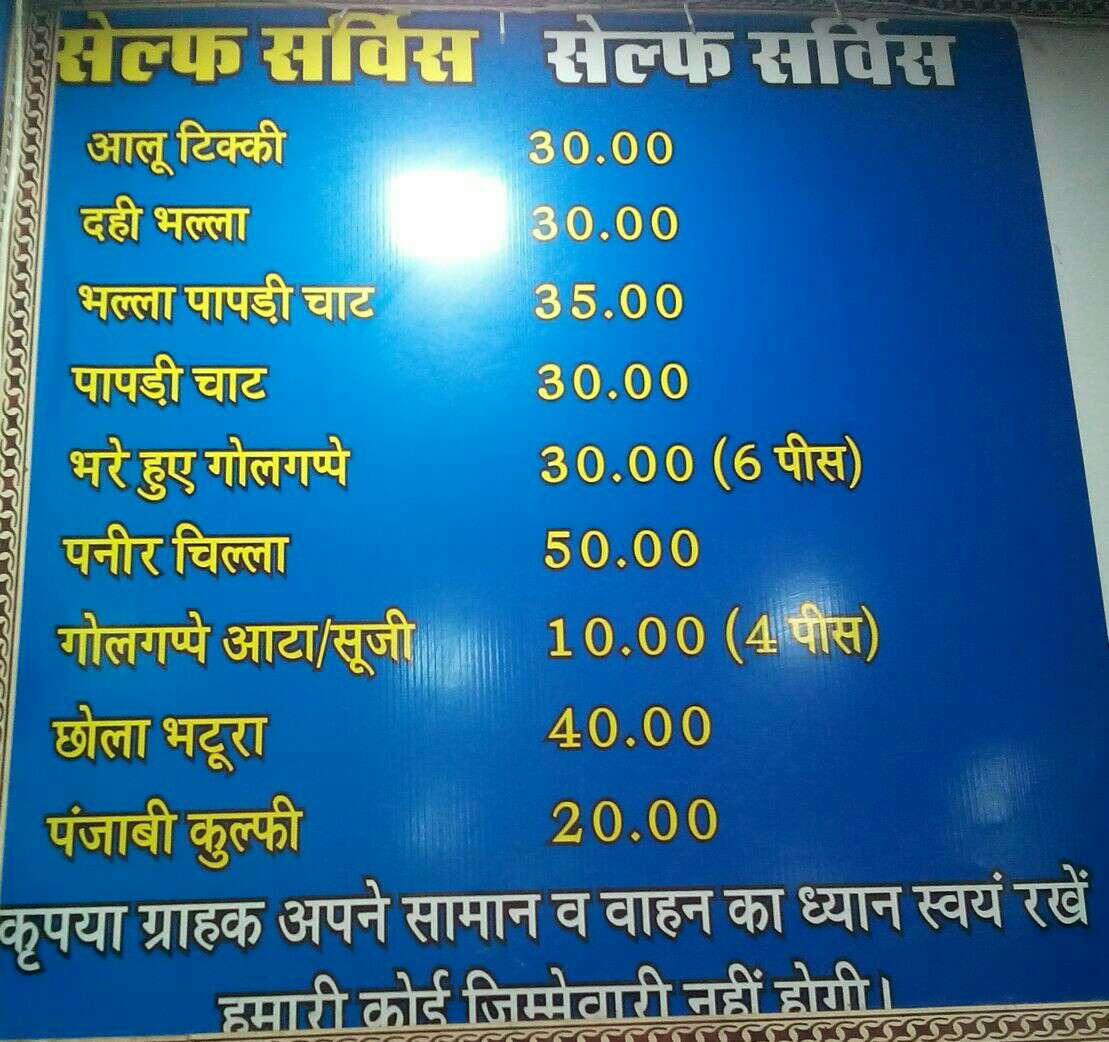 सेल्फ सर्विस सेल्फ सर्विस
आलू टिक्की 30.00
दही भल्ला 30.00
भल्ला पापड़ी चाट 35.00
पापड़ी चाट 30.00
भरे हुए गोलगप्पे 30.00 (6 पीस)
पनीर चिल्ला 50.00
गोलगप्पे आटा/सूजी 10.00 (4 पीस)
छोला भटूरा 40.00
पंजाबी कुल्फी 20.00
कृपया ग्राहक अपने सामान व वाहन का ध्यान स्वयं रखें
हमारी कोई जिम्मेवारी नहीं होगी।